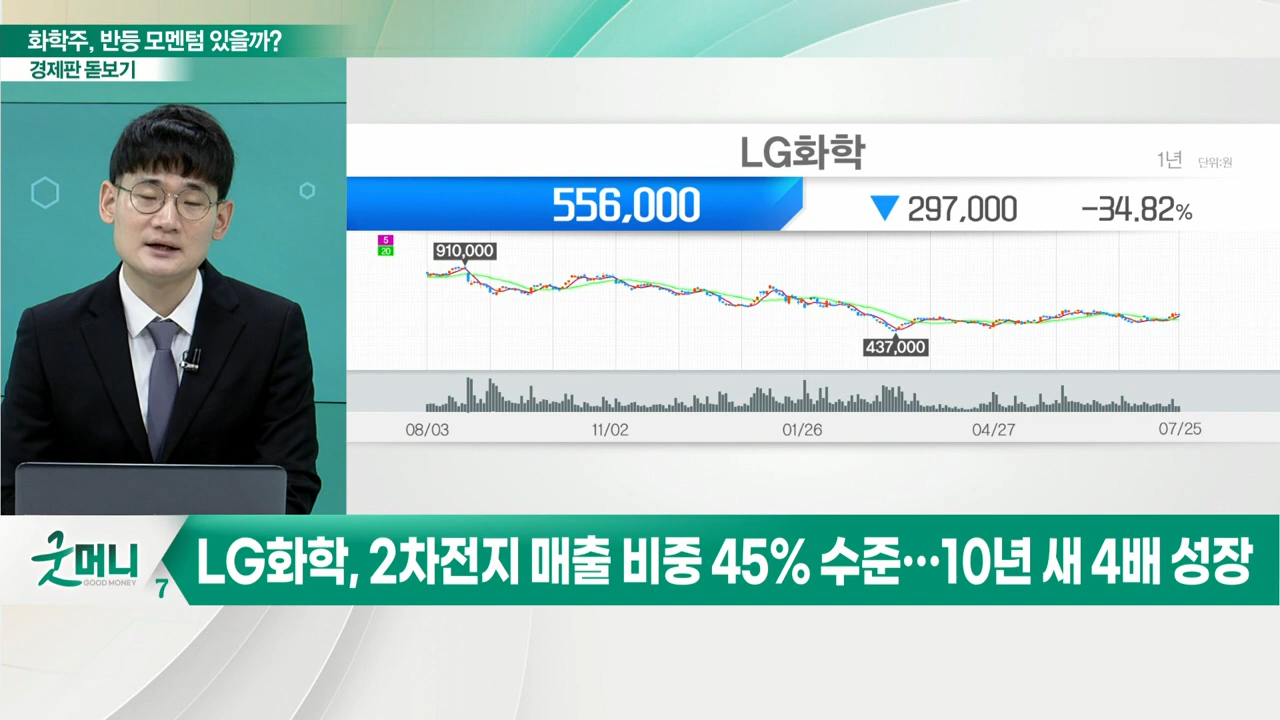 화학주, 반등 모멘텀 있을까?
경제판 돋보기
LG화학
1년 단위:원
556,000 ▼ 297,000 -34.82%
5
20
910,000
437,000
08/03 11/02 01/26 04/27 07/25
굿머니
GOOD MONEY
7
LG화학, 2차전지 매출 비중 45% 수준…10년 새 4배 성장